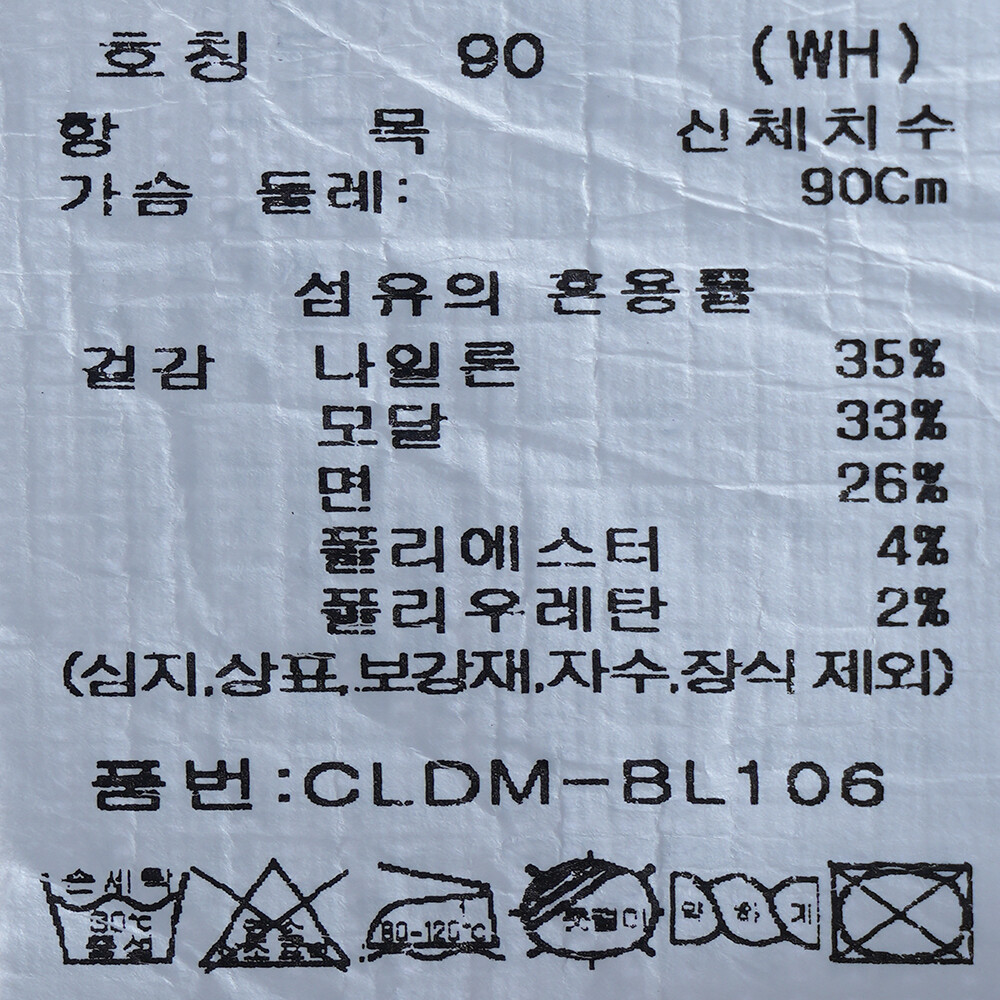 호칭 90 (WH)
항 목 신체치수
가슴 둘레: 90Cm
섬유의 혼용률
겉감 나일론 35%
모달 33%
면 26%
폴리에스터 4%
폴리우레탄 2%
(심지,상표,보강재,자수,장식 제외)
품번:CLDM-BL106
손세탁
30℃
중성
80-120℃
약 하 게